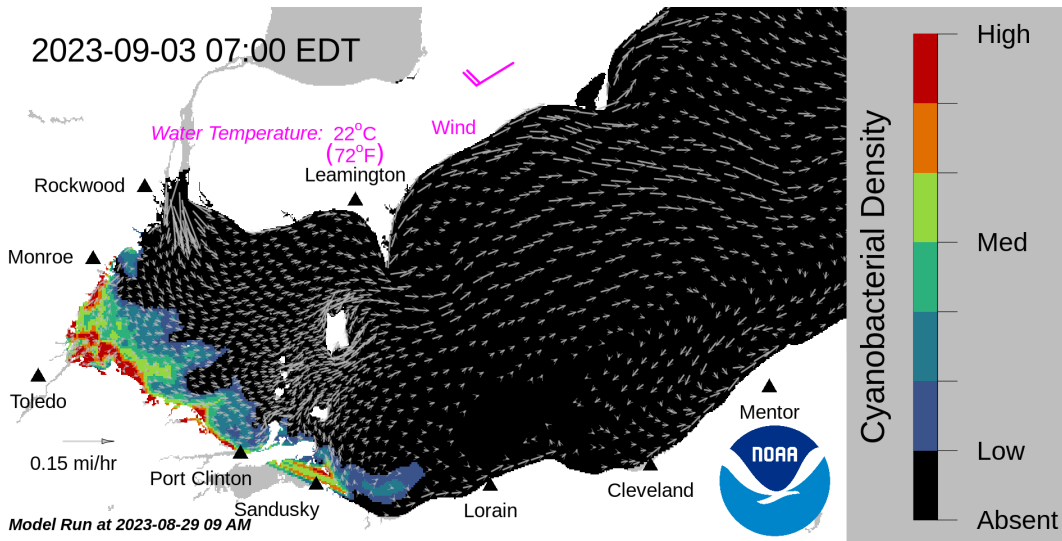 2023-09-03 07:00 EDT
Water Temperature: 22°C
(72°F)
Wind
Leamington
Rockwood
Monroe
Toledo
0.15 mi/hr
Port Clinton
Sandusky
Lorain
Cleveland
Mentor
NOAA
Model Run at 2023-08-29 09 AM
Cyanobacterial Density
High
Med
Low
Absent